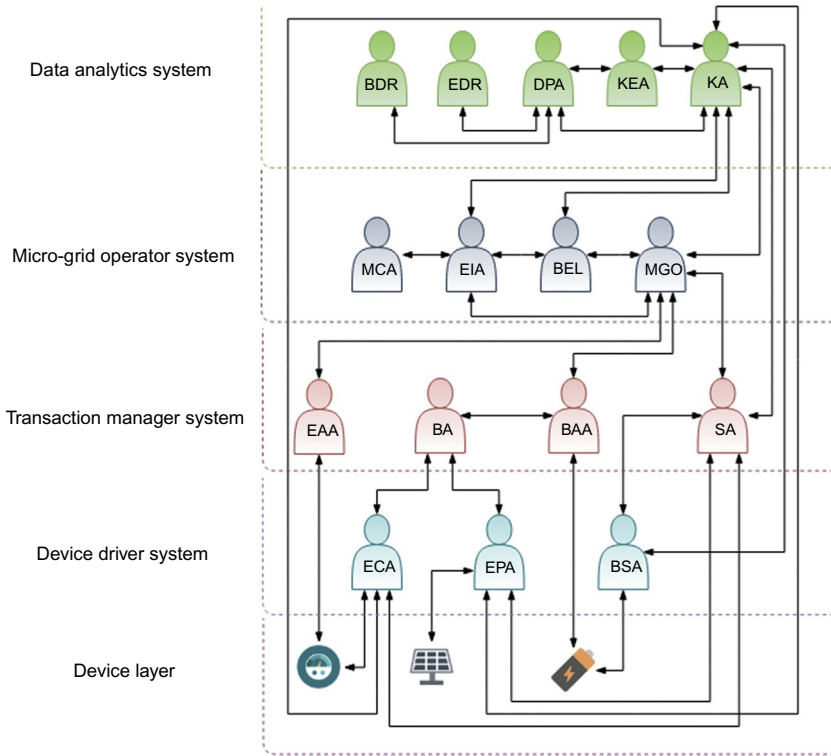 Data analytics system
BDR
EDR
DPA
KEA
KA
Micro-grid operator system
MCA
EIA
BEL
MGO
Transaction manager system
EAA
BA
BAA
SA
Device driver system
ECA
EPA
BSA
Device layer